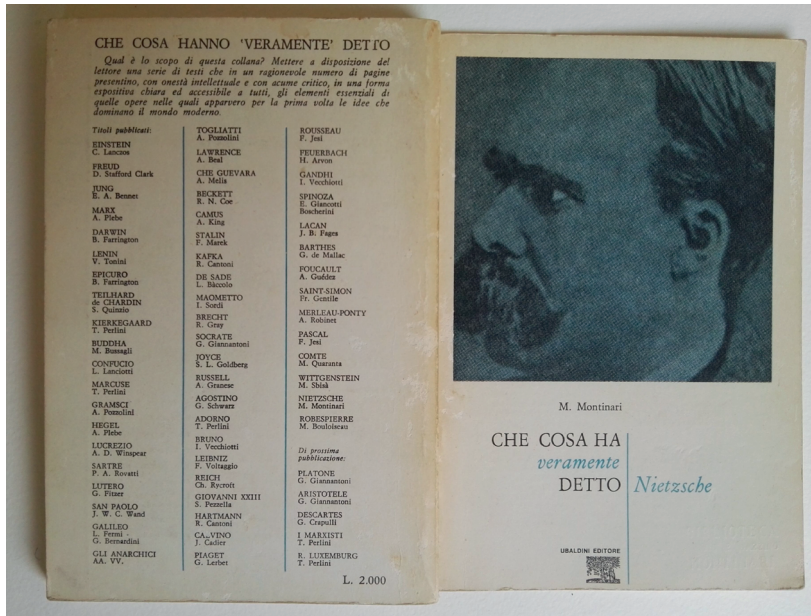 CHE COSA HANNO 'VERAMENTE' DETTO
Qual è lo scopo di questa collana? Mettere a disposizione del
lettore una serie di testi che in un ragionevole numero di pagine
presentino, con onestà intellettuale e con acume critico, in una forma
espositiva chiara ed accessibile a tutti, gli elementi essenziali di
quelle opere nelle quali apparvero per la prima volta le idee che
dominano il mondo moderno.
Titoli pubblicati:
EINSTEIN
C. Lanczos
FREUD
D. Stafford Clark
JUNG
E. A. Bennet
MARX
A. Plebe
DARWIN
B. Farrington
LENIN
V. Tonini
EPICURO
B. Farrington
TEILHARD
de CHARDIN
S. Quinzio
KIERKEGAARD
T. Perlini
BUDDHA
M. Bussagli
CONFUCIO
L. Lanciotti
MARCUSE
T. Perlini
GRAMSCI
A. Pozzolini
HEGEL
A. Plebe
LUCREZIO
A. D. Winspear
SARTRE
P. A. Rovatti
LUTERO
G. Fitzer
SAN PAOLO
J. W. C. Wand
GALILEO
L. Fermi -
G. Bernardini
GLI ANARCHICI
AA. VV.
TOGLIATTI
A. Pozzolini
LAWRENCE
A. Beal
CHE GUEVARA
A. Melis
BECKETT
R. N. Coe
CAMUS
A. King
STALIN
F. Marek
KAFKA
R. Cantoni
DE SADE
L. Bàccolo
MAOMETTO
I. Sordi
BRECHT
R. Gray
SOCRATE
G. Giannantoni
JOYCE
S. L. Goldberg
RUSSELL
A. Granese
AGOSTINO
G. Schwarz
ADORNO
T. Perlini
BRUNO
I. Vecchiotti
LEIBNIZ
F. Voltaggio
REICH
Ch. Rycroft
GIOVANNI XXIII
S. Pezzella
HARTMANN
R. Cantoni
CALVINO
J. Cadier
PIAGET
G. Lerbet
ROUSSEAU
F. Jesi
FEUERBACH
H. Arvon
GANDHI
I. Vecchiotti
SPINOZA
E. Giancotti
Boscherini
LACAN
J. B. Fages
BARTHES
G. de Mallac
FOUCAULT
A. Guédez
SAINT-SIMON
Fr. Gentile
MERLEAU-PONTY
A. Robinet
PASCAL
F. Jesi
COMTE
M. Quaranta
WITTGENSTEIN
M. Sbisà
NIETZSCHE
M. Montinari
ROBESPIERRE
M. Bouloiseau
Di prossima
pubblicazione:
PLATONE
G. Giannantoni
ARISTOTELE
G. Giannantoni
DESCARTES
G. Crapulli
I MARXISTI
T. Perlini
R. LUXEMBURG
T. Perlini
L. 2.000
M. Montinari
CHE COSA HA
veramente
DETTO Nietzsche
UBALDINI EDITORE